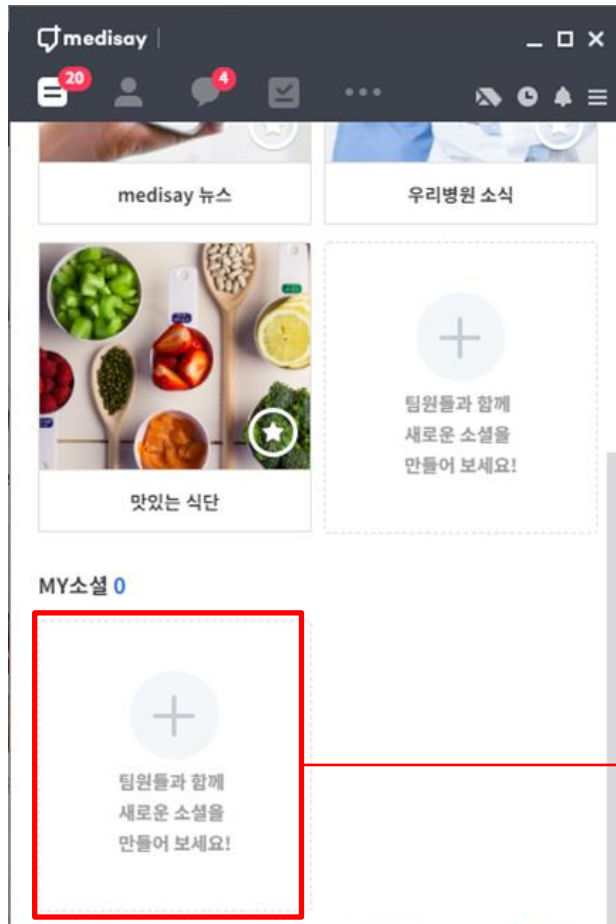 medisay
20
4
medisay 뉴스
우리병원 소식
맛있는 식단
팀원들과 함께
새로운 소셜을
만들어 보세요!
MY소셜 0
팀원들과 함께
새로운 소셜을
만들어 보세요!